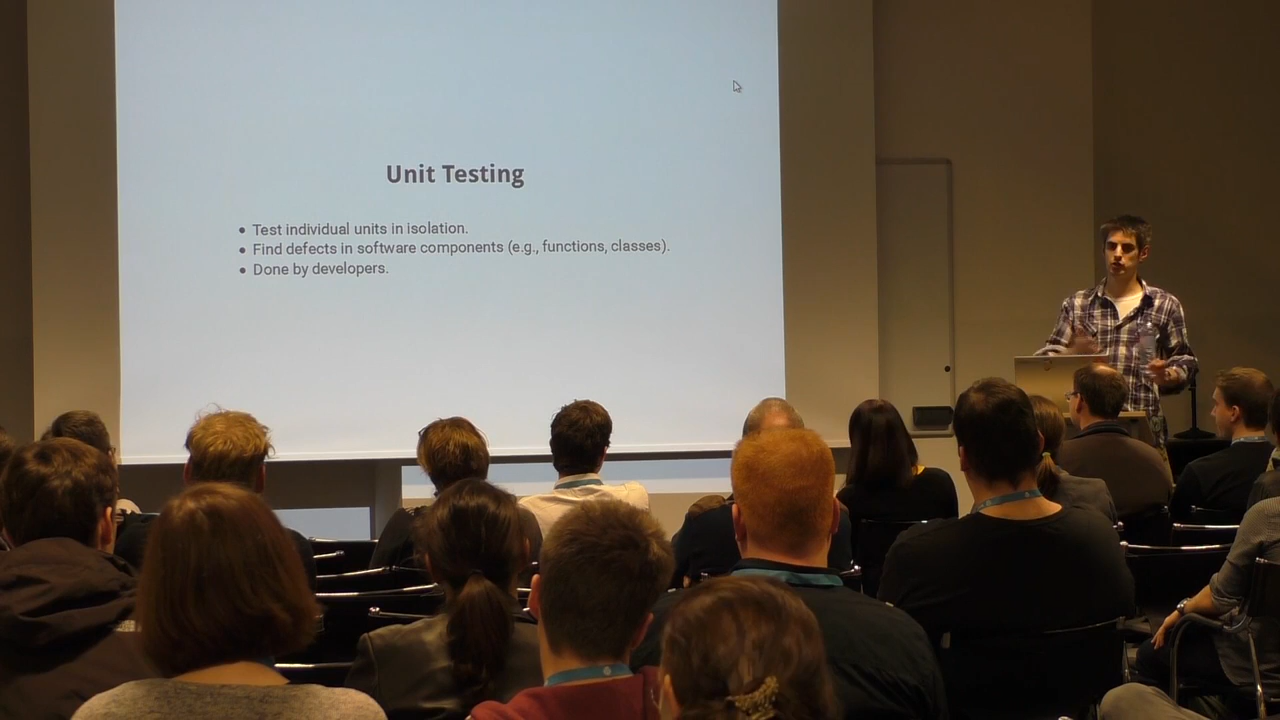 Unit Testing
• Test individual units in isolation.
• Find defects in software components (e.g., functions, classes).
• Done by developers.